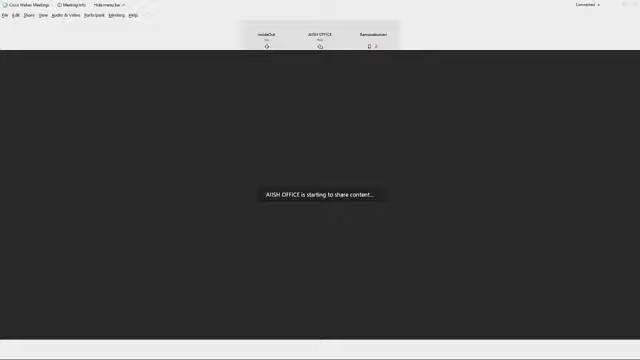 Cisco Webex Meetings Meeting Info Hide menu bar Connected
File Edit Share View Audio & Video Participant Meeting Help
InsideOut AIISH OFFICE
AIISH OFFICE is starting to share content...